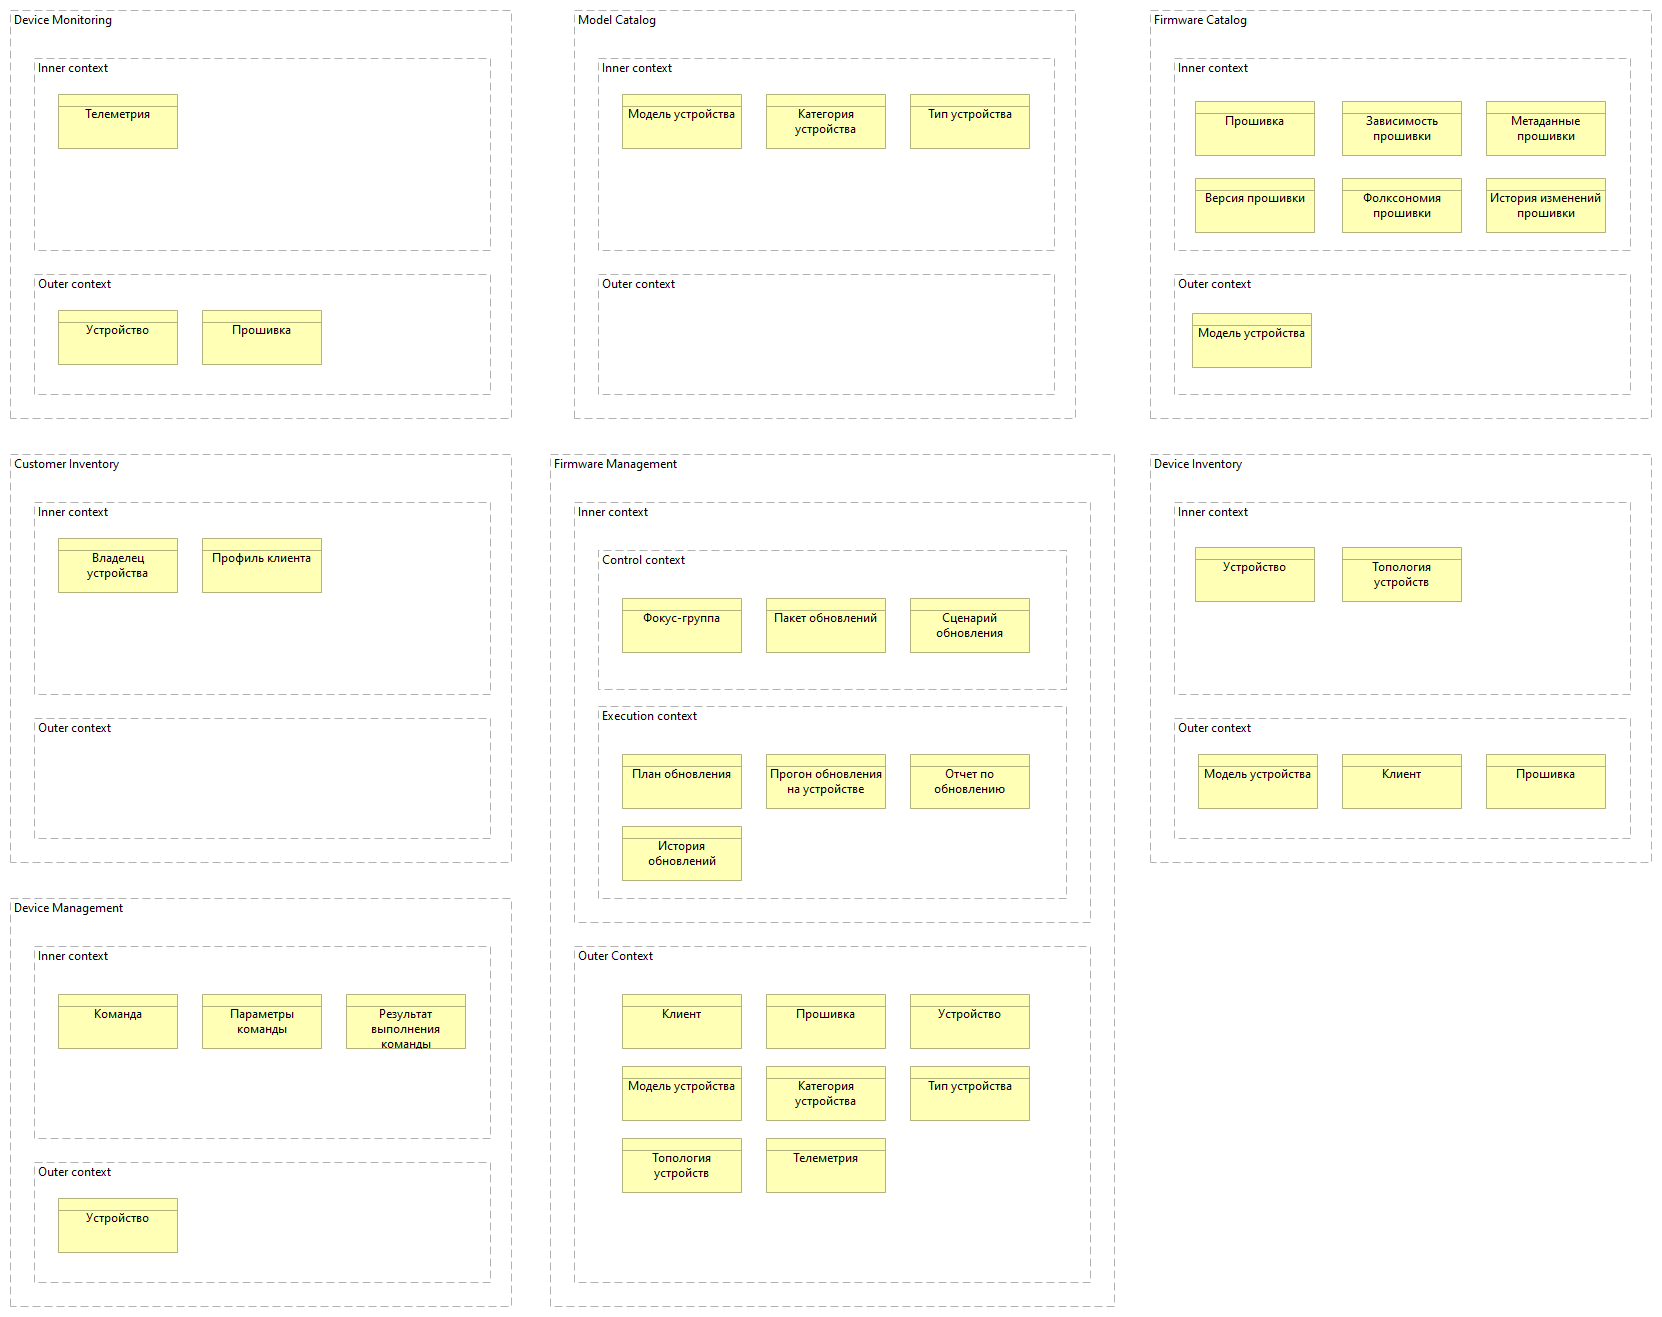 Device Monitoring
Inner context
Телеметрия
Outer context
Устройство
Прошивка
Model Catalog
Inner context
Модель устройства
Категория
устройства
Тип устройства
Outer context
Firmware Catalog
Inner context
Прошивка
Зависимость
прошивки
Метаданные
прошивки
Версия прошивки
Фолксономия
прошивки
История изменений
прошивки
Outer context
Модель устройства
Customer Inventory
Inner context
Владелец
устройства
Профиль клиента
Outer context
Firmware Management
Inner context
Control context
Фокус-группа
Пакет обновлений
Сценарий
обновления
Execution context
План обновления
Прогон обновления
на устройстве
Отчет по
обновлению
История
обновлений
Outer Context
Клиент
Прошивка
Устройство
Модель устройства
Категория
устройства
Тип устройства
Топология
устройств
Телеметрия
Device Inventory
Inner context
Устройство
Топология
устройств
Outer context
Модель устройства
Клиент
Прошивка
Device Management
Inner context
Команда
Параметры
команды
Результат
выполнения
команды
Outer context
Устройство